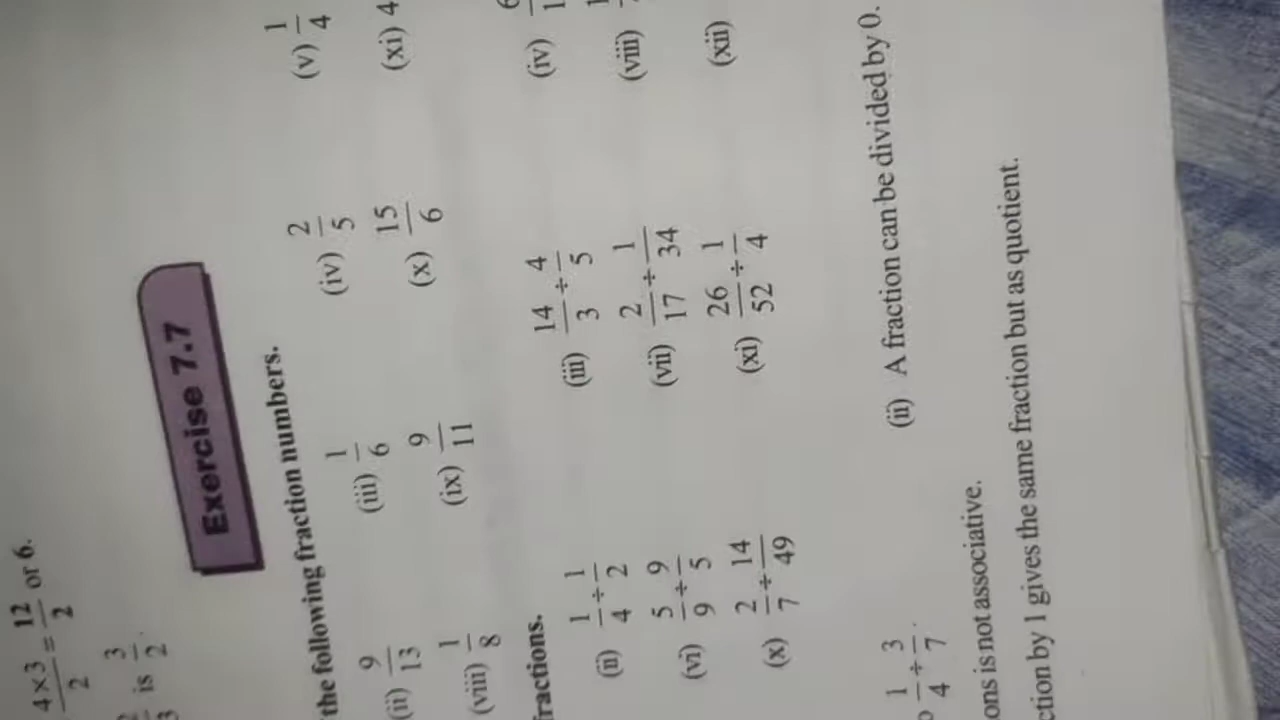 4 × 3 / 2 = 12 / 2 or 6.
is 3/2.
Exercise 7.7
the following fraction numbers.
(ii) 9/13 (iii) 1/6 (iv) 2/5 (v) 1/4
(viii) 1/8 (ix) 9/11 (x) 15/6 (xi) 4
fractions.
(ii) 1/4 ÷ 1/2 (iii) 14/3 ÷ 4/5 (iv)
(vi) 5/9 ÷ 9/5 (vii) 2/17 ÷ 1/34 (viii)
(x) 2/7 ÷ 14/49 (xi) 26/52 ÷ 1/4 (xii)
1/4 ÷ 3/7. (ii) A fraction can be divided by 0.
ons is not associative.
ction by 1 gives the same fraction but as quotient.